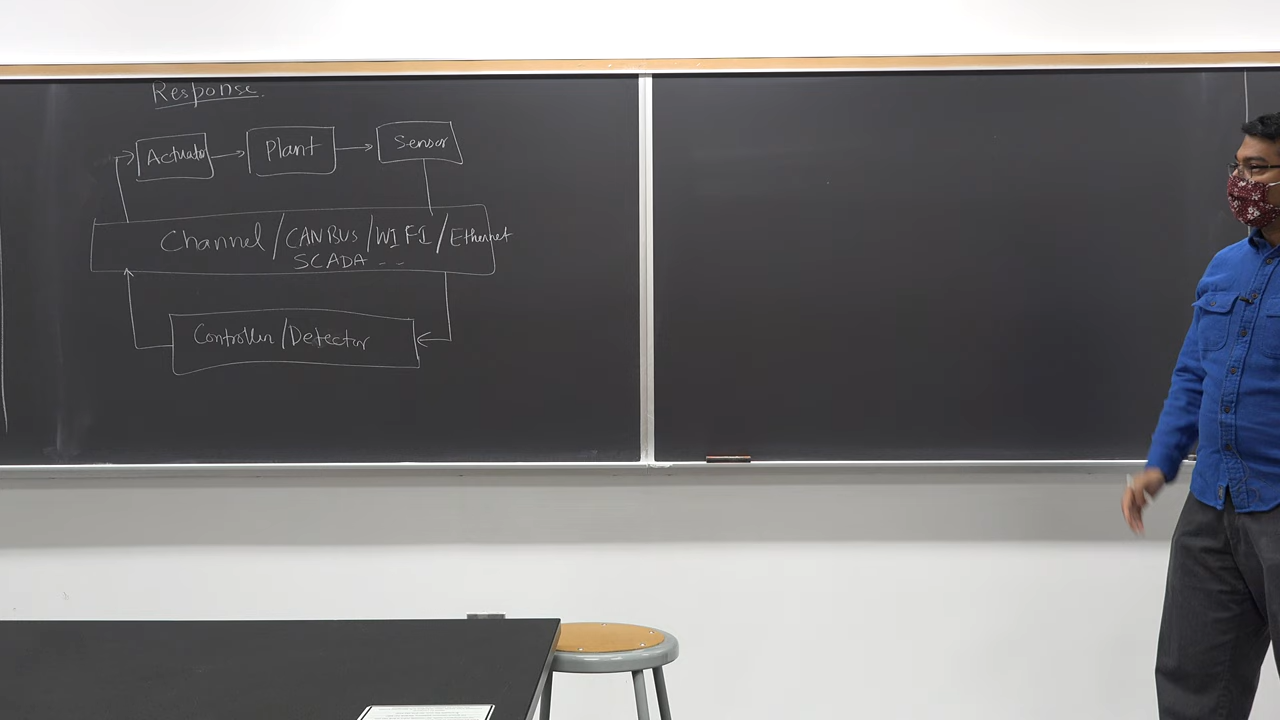 Response
Actuator
Plant
Sensor
Channel / CAN BUS / WIFI / Ethernet
SCADA --
Controller/Detector